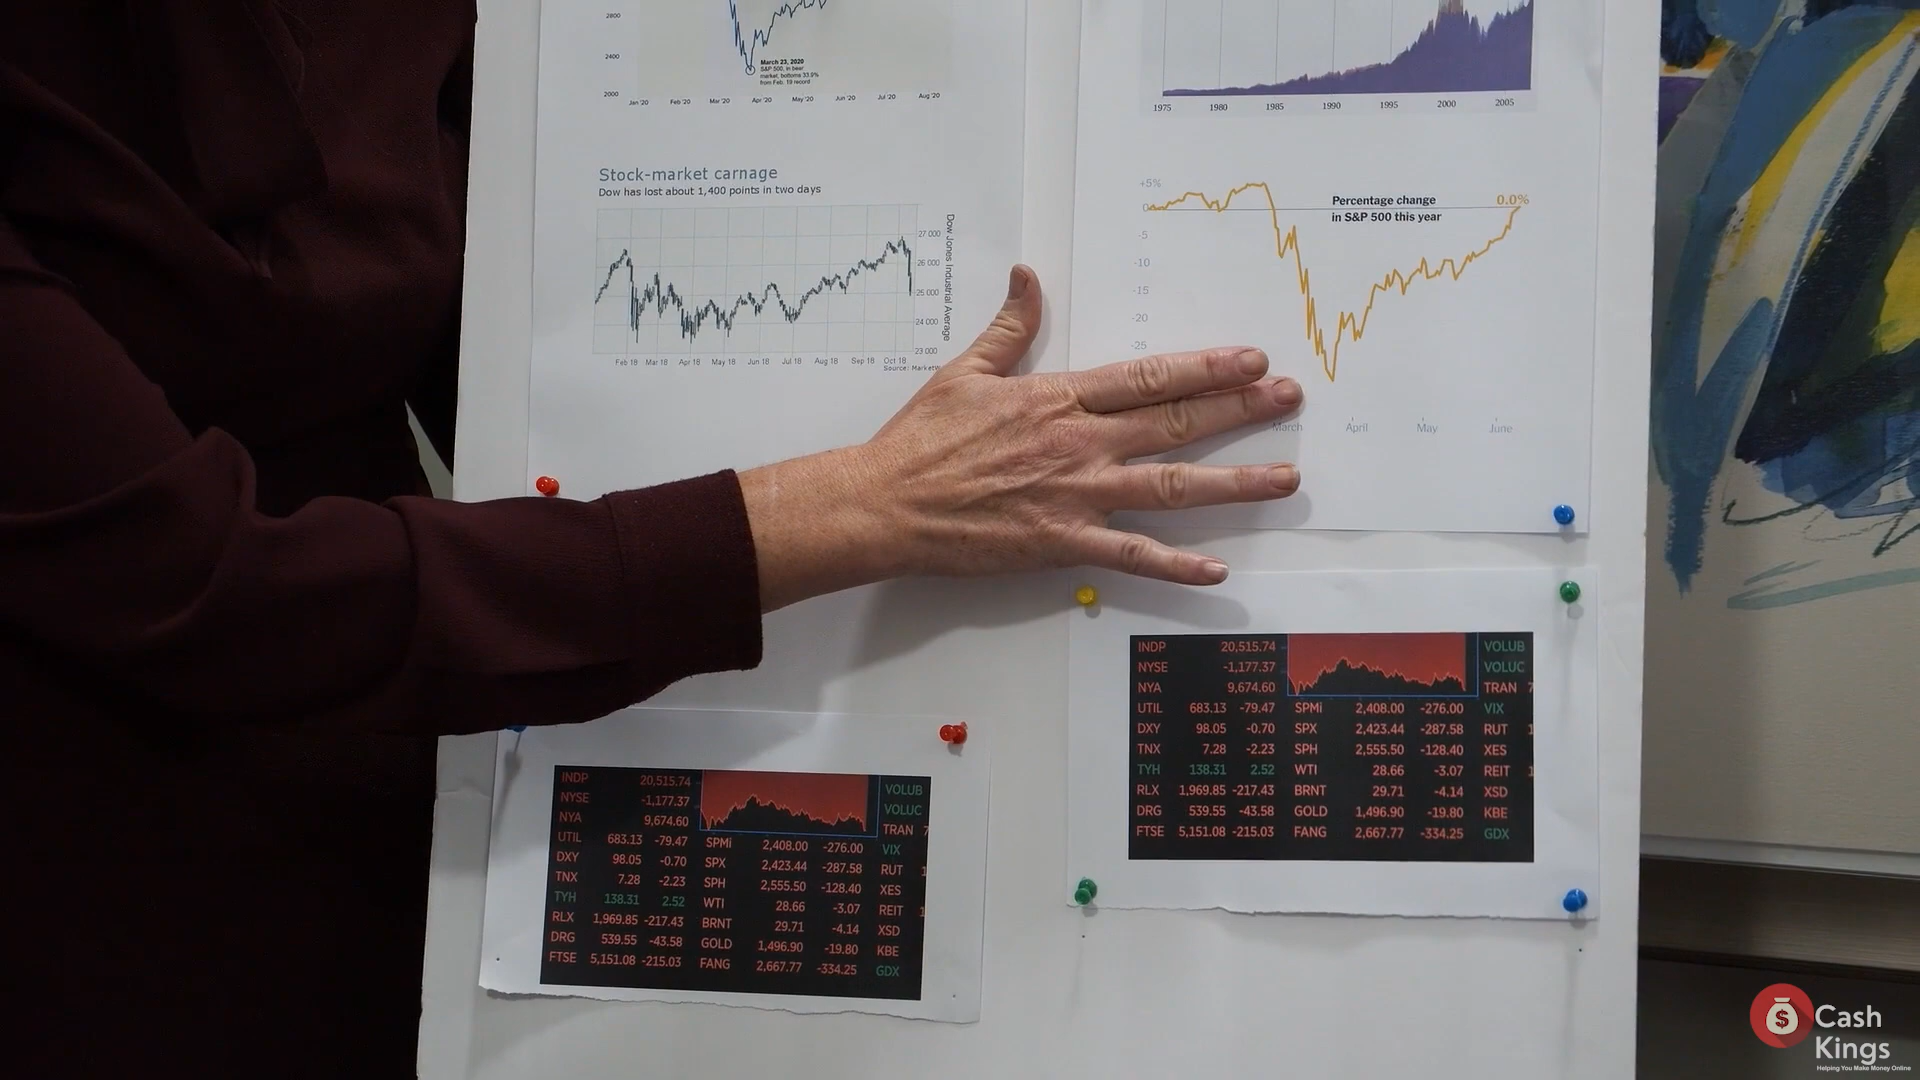 2800
2400
2000
March 23, 2020
S&P 500, in bear
market, bottoms 33.9%
from Feb. 19 record
Jan '20 Feb '20 Mar '20 Apr '20 May '20 Jun '20 Jul '20 Aug '20
1975 1980 1985 1990 1995 2000 2005
Stock-market carnage
Dow has lost about 1,400 points in two days
27 000
26 000
25 000
24 000
23 000
Dow Jones Industrial Average
Feb 18 Mar 18 Apr 18 May 18 Jun 18 Jul 18 Aug 18 Sep 18 Oct 18
Source:
+5%
0
-5
-10
-15
-20
-25
Percentage change
in S&P 500 this year
0.0%
March April May June
INDP 20,515.74 VOLUB
NYSE -1,177.37 VOLUC
NYA 9,674.60 TRAN 7
UTIL 683.13 -79.47 SPMi 2,408.00 -276.00 VIX
DXY 98.05 -0.70 SPX 2,423.44 -287.58 RUT 1
TNX 7.28 -2.23 SPH 2,555.50 -128.40 XES
TYH 138.31 2.52 WTI 28.66 -3.07 REIT 1
RLX 1,969.85 -217.43 BRNT 29.71 -4.14 XSD
DRG 539.55 -43.58 GOLD 1,496.90 -19.80 KBE
FTSE 5,151.08 -215.03 FANG 2,667.77 -334.25 GDX
INDP 20,515.74 VOLUB
NYSE -1,177.37 VOLUC
NYA 9,674.60 TRAN 7
UTIL 683.13 -79.47 SPMi 2,408.00 -276.00 VIX
DXY 98.05 -0.70 SPX 2,423.44 -287.58 RUT 1
TNX 7.28 -2.23 SPH 2,555.50 -128.40 XES
TYH 138.31 2.52 WTI 28.66 -3.07 REIT 1
RLX 1,969.85 -217.43 BRNT 29.71 -4.14 XSD
DRG 539.55 -43.58 GOLD 1,496.90 -19.80 KBE
FTSE 5,151.08 -215.03 FANG 2,667.77 -334.25 GDX
$
Cash
Kings
Helping You Make Money Online